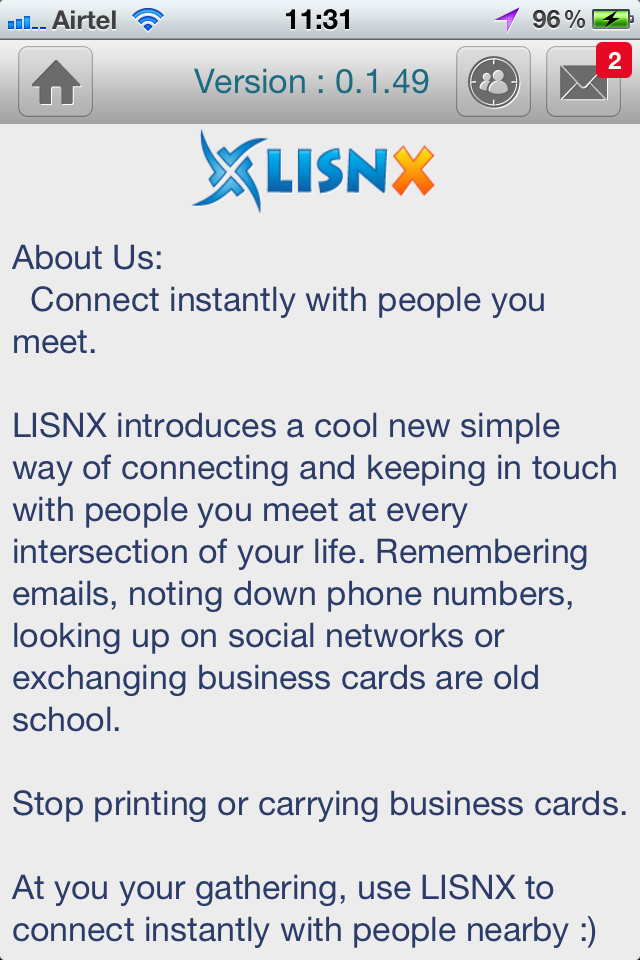 Airtel 11:31 96%
Version : 0.1.49
2
LISNX
About Us:
Connect instantly with people you
meet.
LISNX introduces a cool new simple
way of connecting and keeping in touch
with people you meet at every
intersection of your life. Remembering
emails, noting down phone numbers,
looking up on social networks or
exchanging business cards are old
school.
Stop printing or carrying business cards.
At you your gathering, use LISNX to
connect instantly with people nearby :)